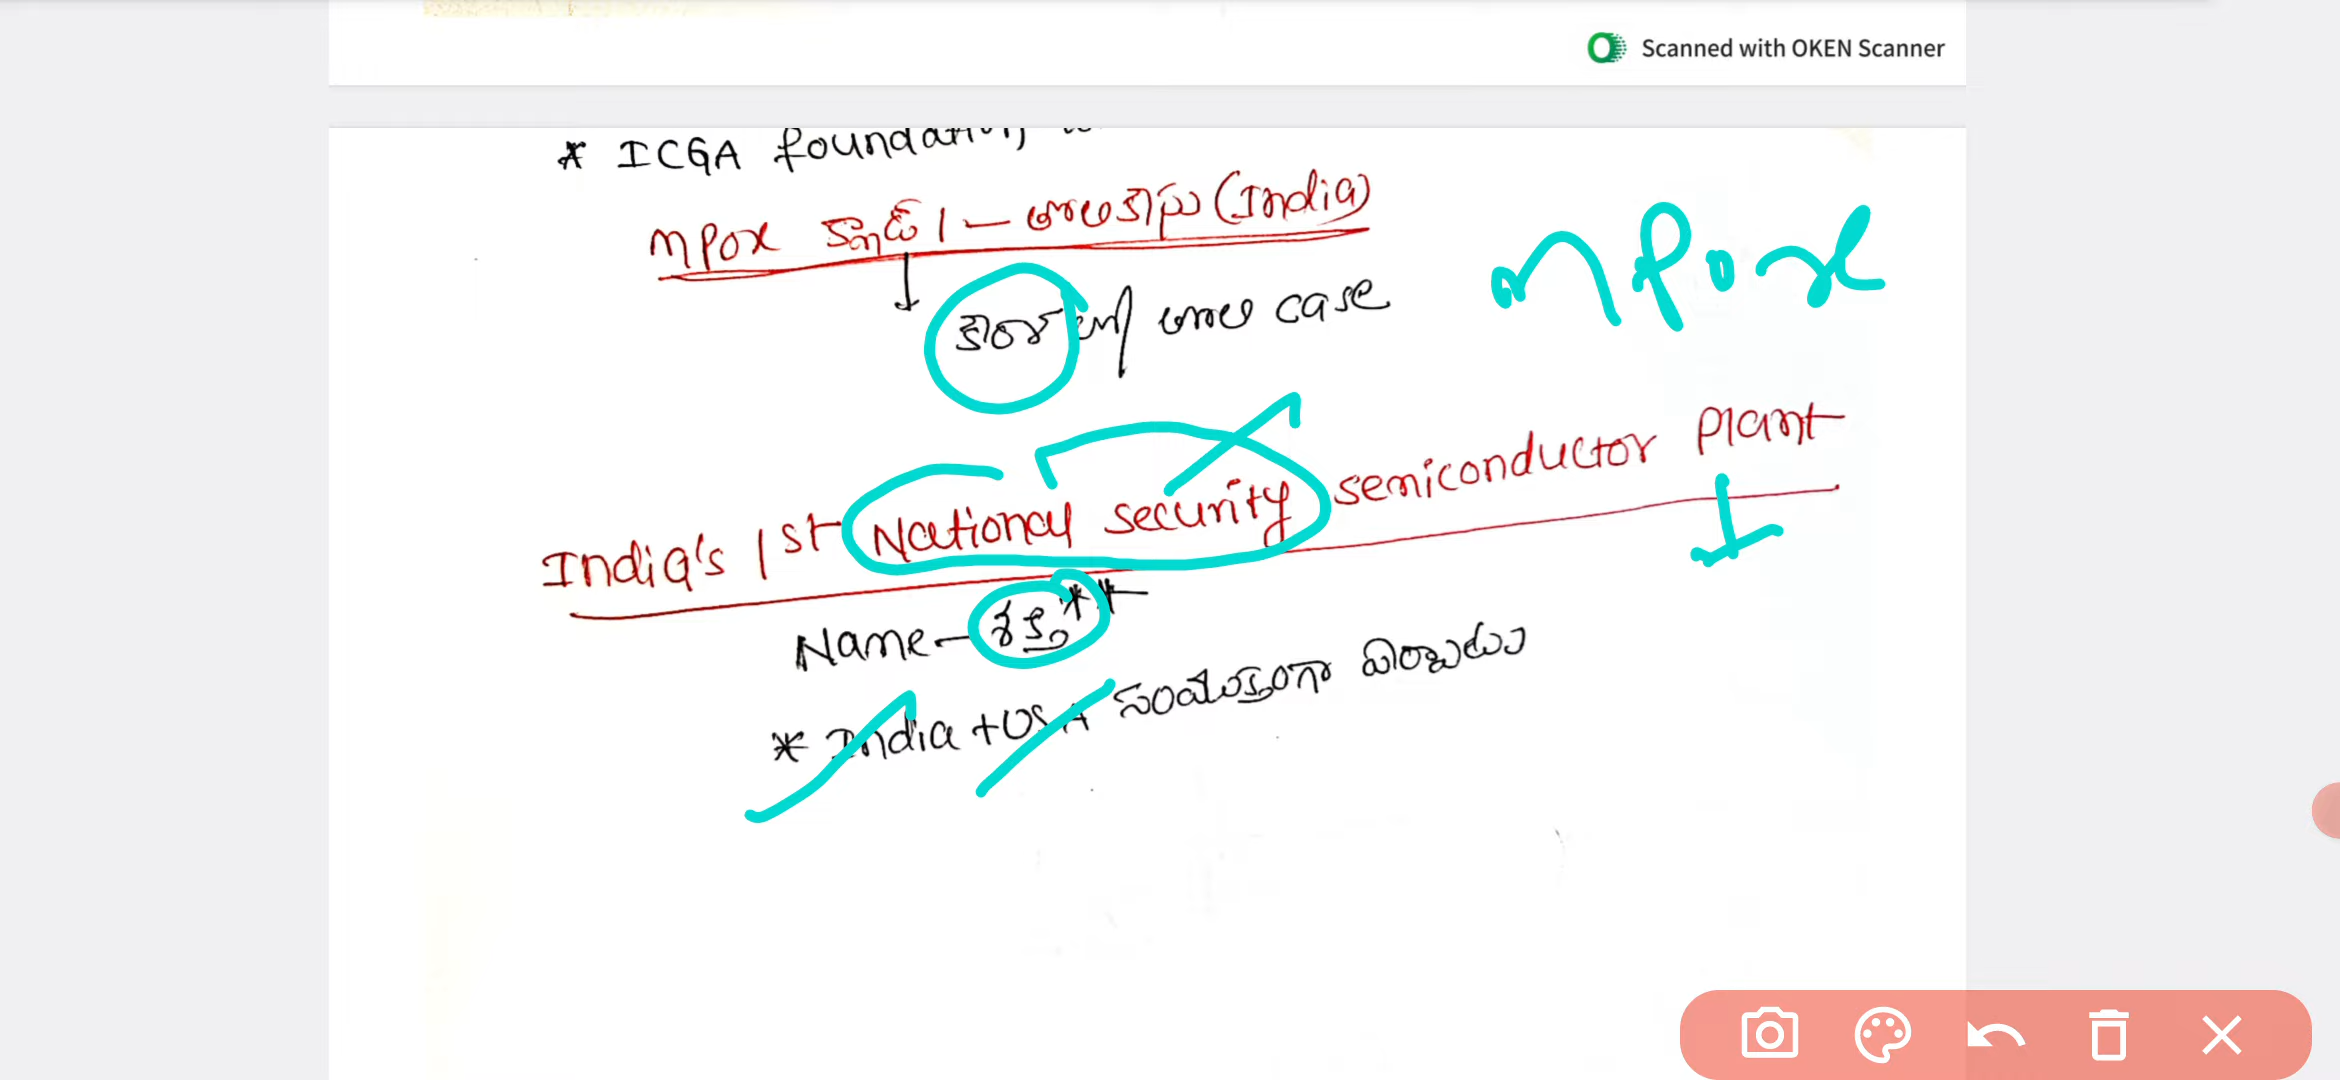 Scanned with OKEN Scanner
* ICGA foundation
mpox క్లాడ్ 1 – తొలి కేసు (India)
mpox
కేరళలో తొలి case
India's 1st National security semiconductor plant
Name – శక్తి **
* India + USA సంయుక్తంగా ఏర్పాటు